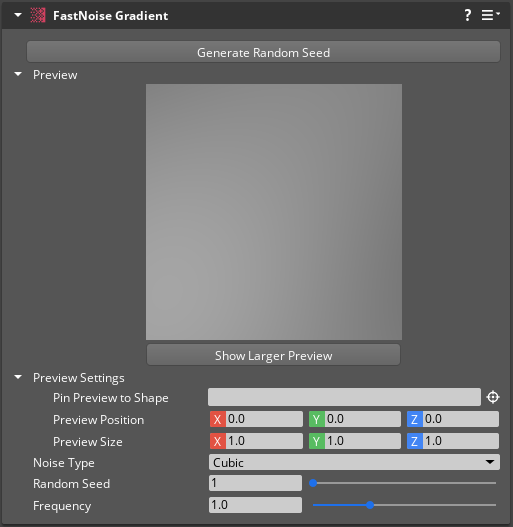 FastNoise Gradient ?
Generate Random Seed
Preview
Show Larger Preview
Preview Settings
Pin Preview to Shape
Preview Position X 0.0 Y 0.0 Z 0.0
Preview Size X 1.0 Y 1.0 Z 1.0
Noise Type Cubic
Random Seed 1
Frequency 1.0